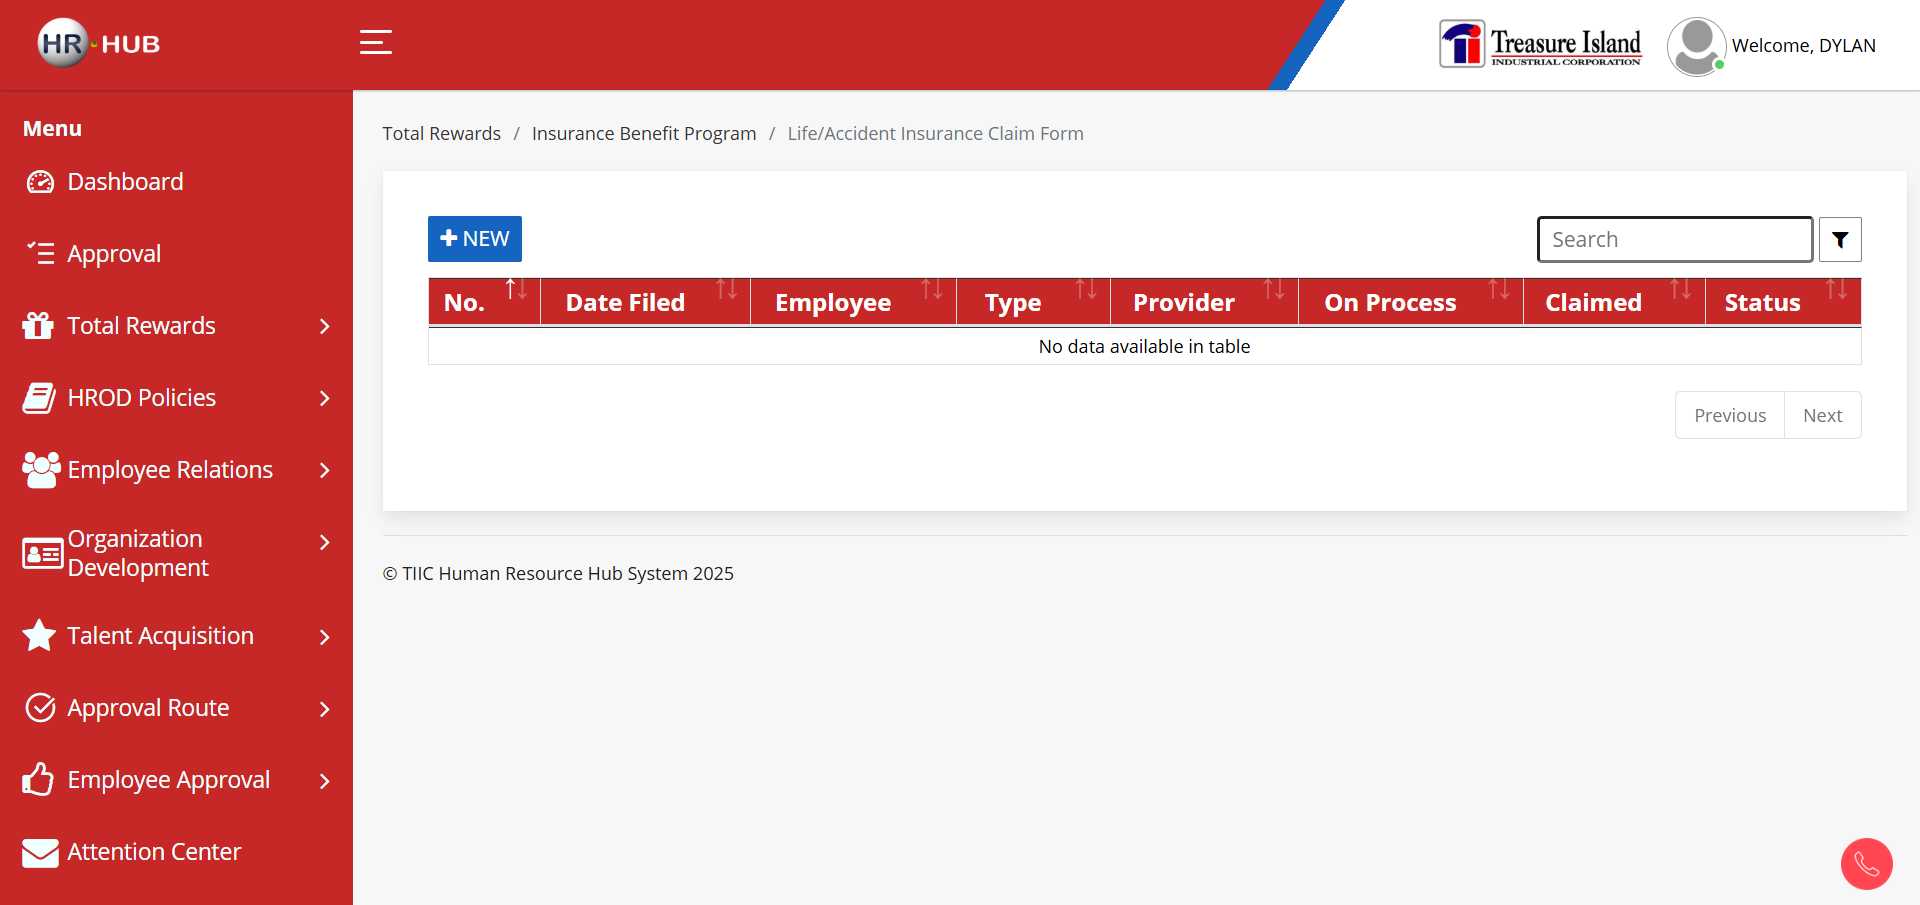 HR-HUB
Treasure Island
INDUSTRIAL CORPORATION
Welcome, DYLAN
Menu
Dashboard
Approval
Total Rewards
HROD Policies
Employee Relations
Organization
Development
Talent Acquisition
Approval Route
Employee Approval
Attention Center
Total Rewards / Insurance Benefit Program / Life/Accident Insurance Claim Form
NEW
Search
No. Date Filed Employee Type Provider On Process Claimed Status
No data available in table
Previous Next
© TIIC Human Resource Hub System 2025